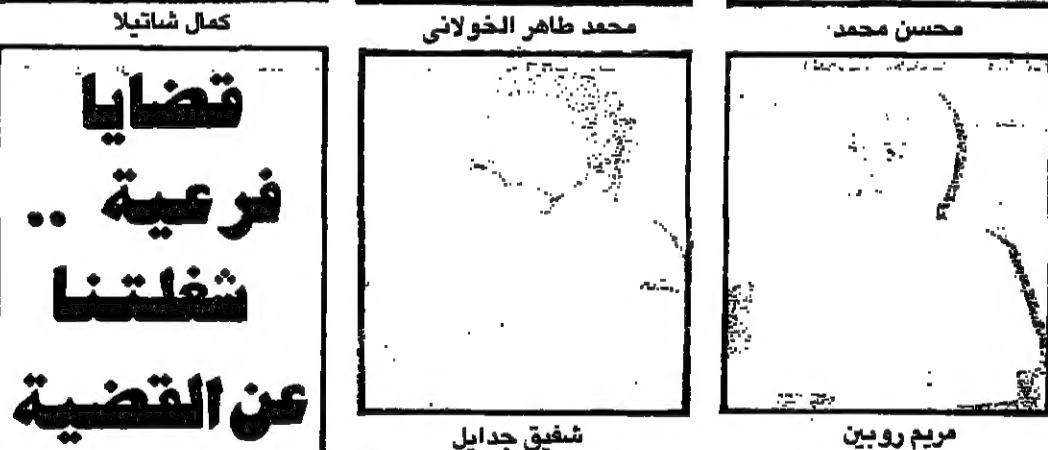 محسن محمد
محمد طاهر الخولانى
كمال شاتيلا
مريم روبين
شفيق جدايل
قضايا
فرعية ..
شغلتنا
عن القضية